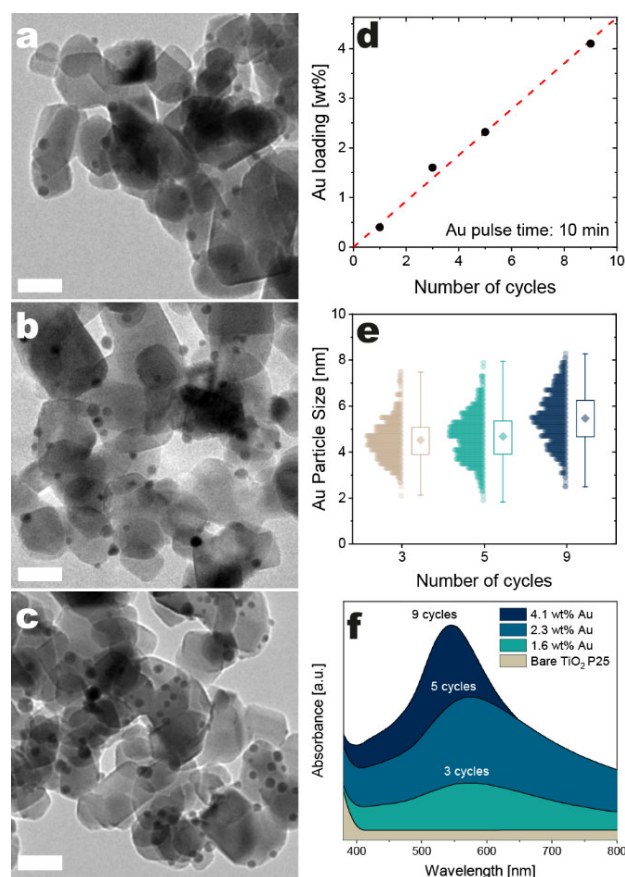 a
b
c
d
Au loading [wt%]
4
3
2
1
0
0 2 4 6 8 10
Au pulse time: 10 min
Number of cycles
e
Au Particle Size [nm]
10
8
6
4
2
0
3 5 9
Number of cycles
f
Absorbance [a.u.]
9 cycles
5 cycles
3 cycles
4.1 wt% Au
2.3 wt% Au
1.6 wt% Au
Bare TiO₂ P25
400 500 600 700 800
Wavelength [nm]